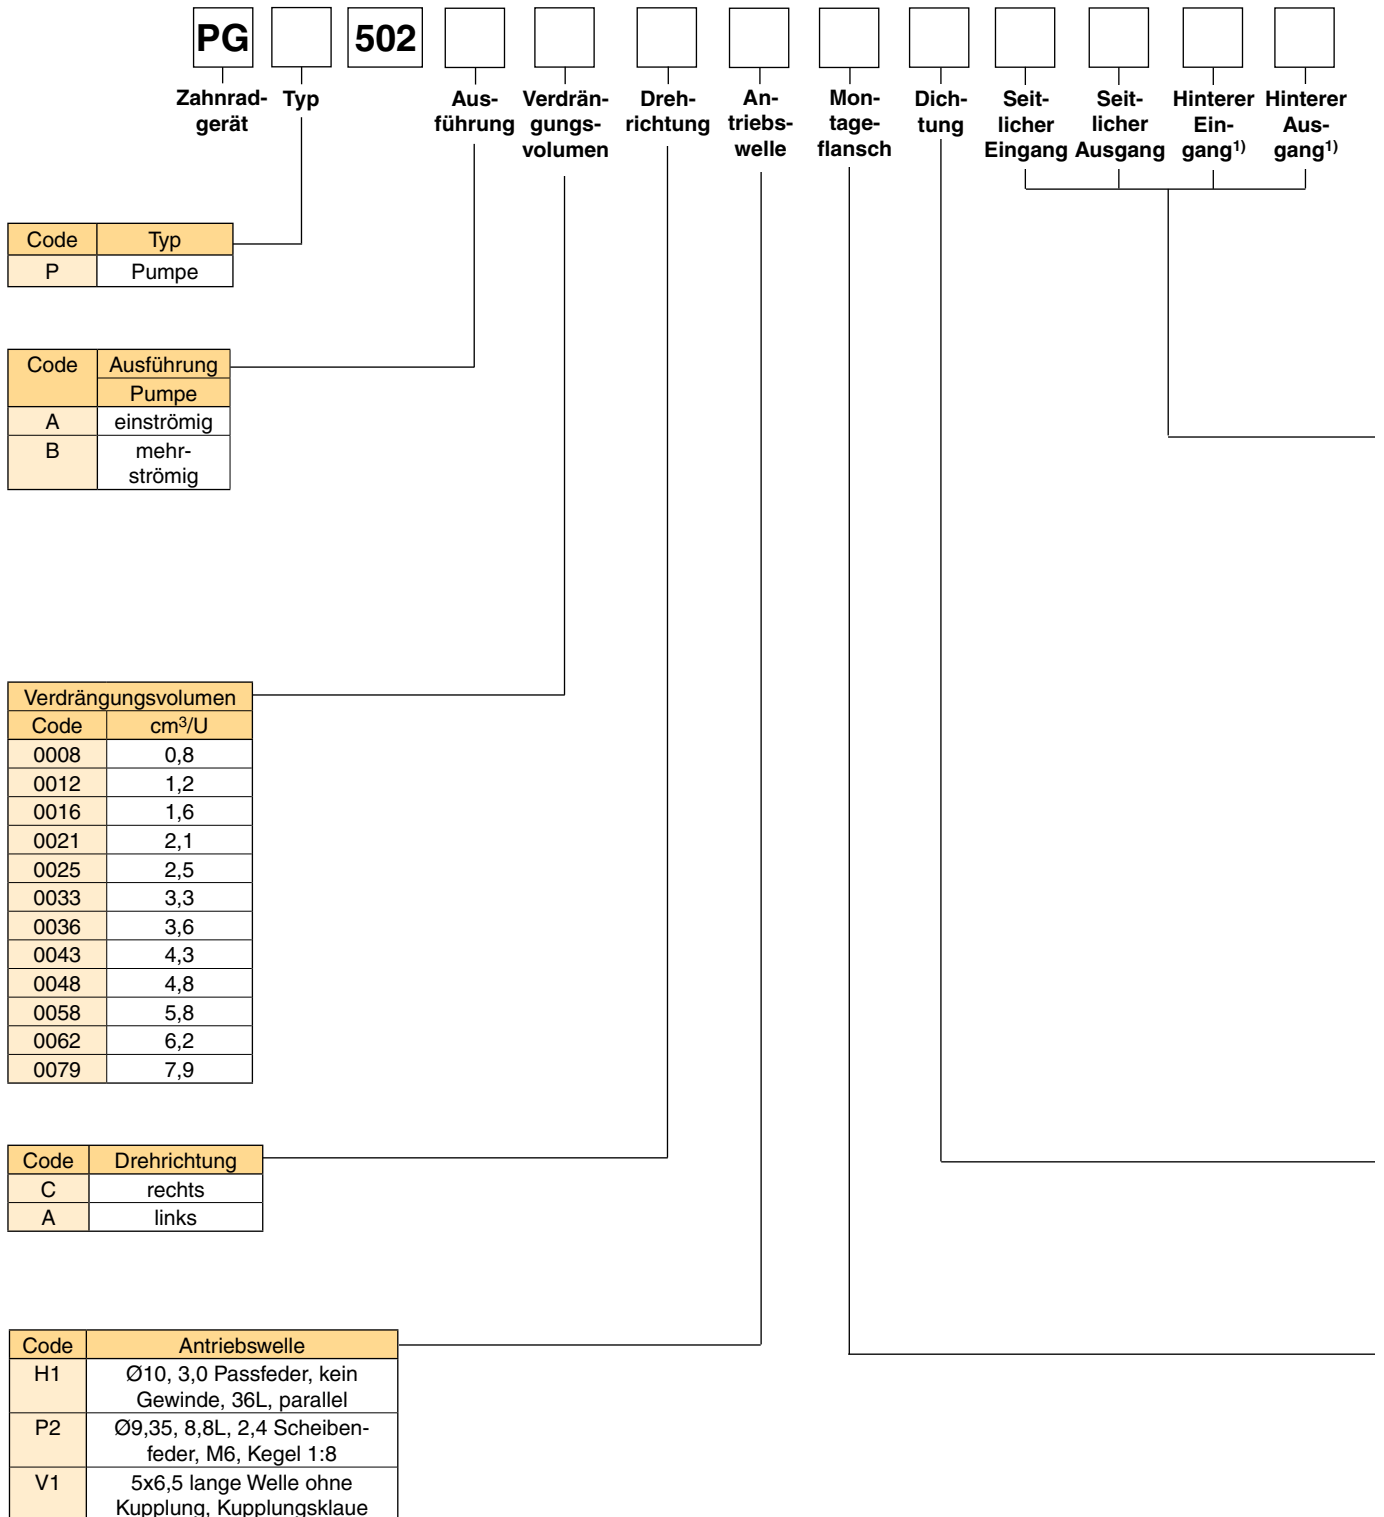 PG 502
Zahnrad- Typ Aus- Verdrän- Dreh- An- Mon- Dich- Seit- Seit- Hinterer Hinterer
gerät führung gungs- richtung triebs- tage- tung licher licher Ein- Aus-
volumen welle flansch Eingang Ausgang gang1) gang1)
Code Typ
P Pumpe
Code Ausführung
Pumpe
A einströmig
B mehr-
strömig
Verdrängungsvolumen
Code cm³/U
0008 0,8
0012 1,2
0016 1,6
0021 2,1
0025 2,5
0033 3,3
0036 3,6
0043 4,3
0048 4,8
0058 5,8
0062 6,2
0079 7,9
Code Drehrichtung
C rechts
A links
Code Antriebswelle
H1 Ø10, 3,0 Passfeder, kein
Gewinde, 36L, parallel
P2 Ø9,35, 8,8L, 2,4 Scheiben-
feder, M6, Kegel 1:8
V1 5x6,5 lange Welle ohne
Kupplung, Kupplungsklaue